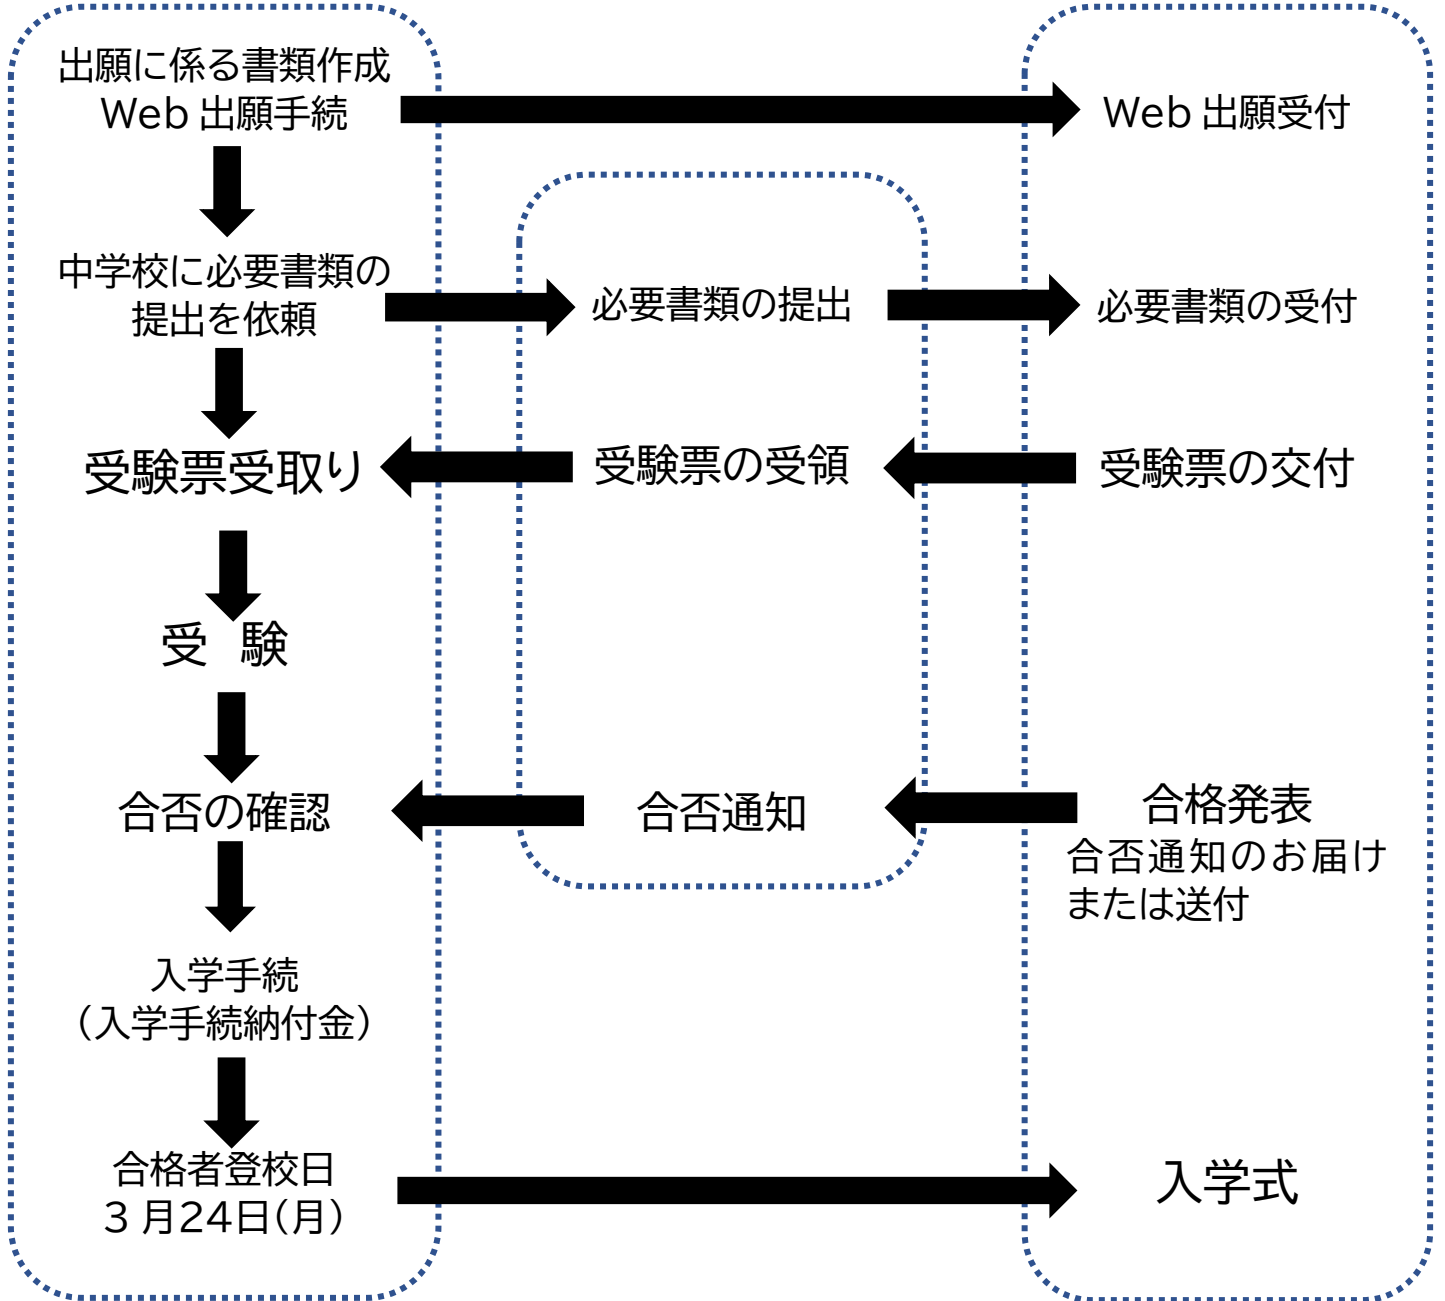 出願に係る書類作成
Web 出願手続
Web 出願受付
中学校に必要書類の
提出を依頼
必要書類の提出
必要書類の受付
受験票受取り
受験票の受領
受験票の交付
受 験
合否の確認
合否通知
合格発表
合否通知のお届け
または送付
入学手続
（入学手続納付金）
合格者登校日
３月24日（月）
入学式